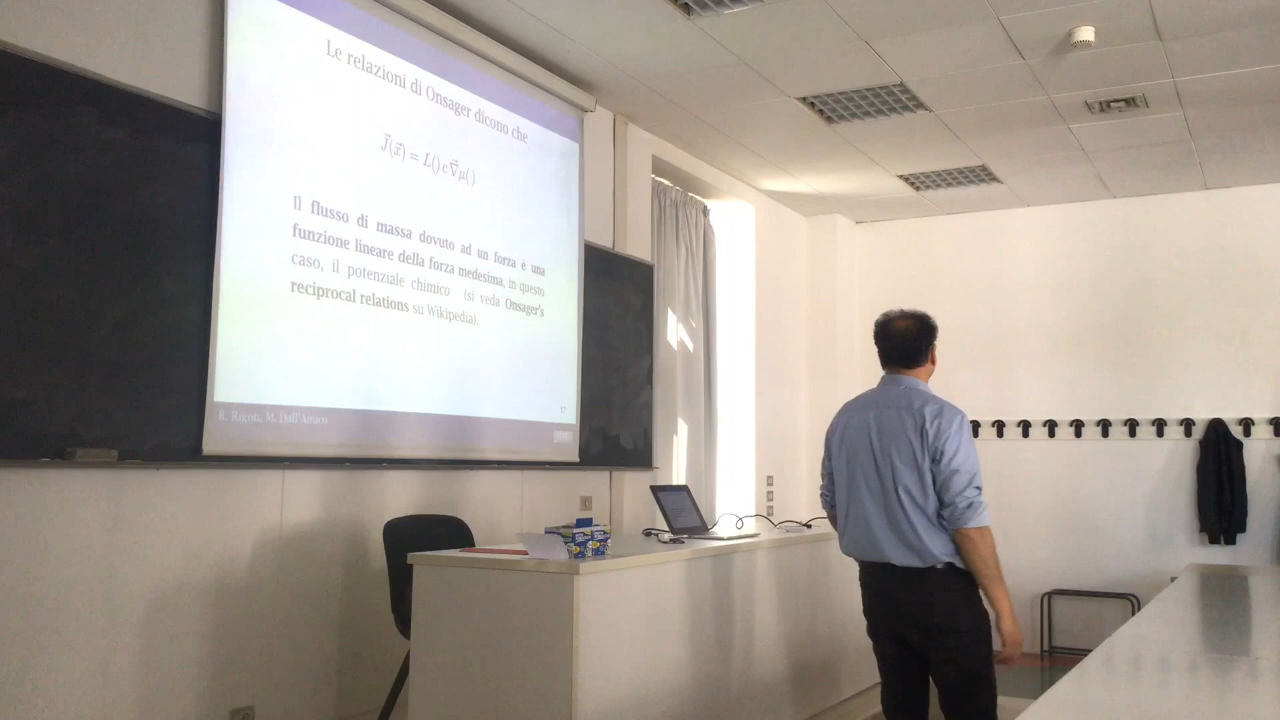 Le relazioni di Onsager dicono che
J⃗(x⃗) = L() c ∇⃗ μ()
Il flusso di massa dovuto ad un forza è una
funzione lineare della forza medesima, in questo
caso, il potenziale chimico (si veda Onsager's
reciprocal relations su Wikipedia).
17
R. Rigon, M. Dall'Amico